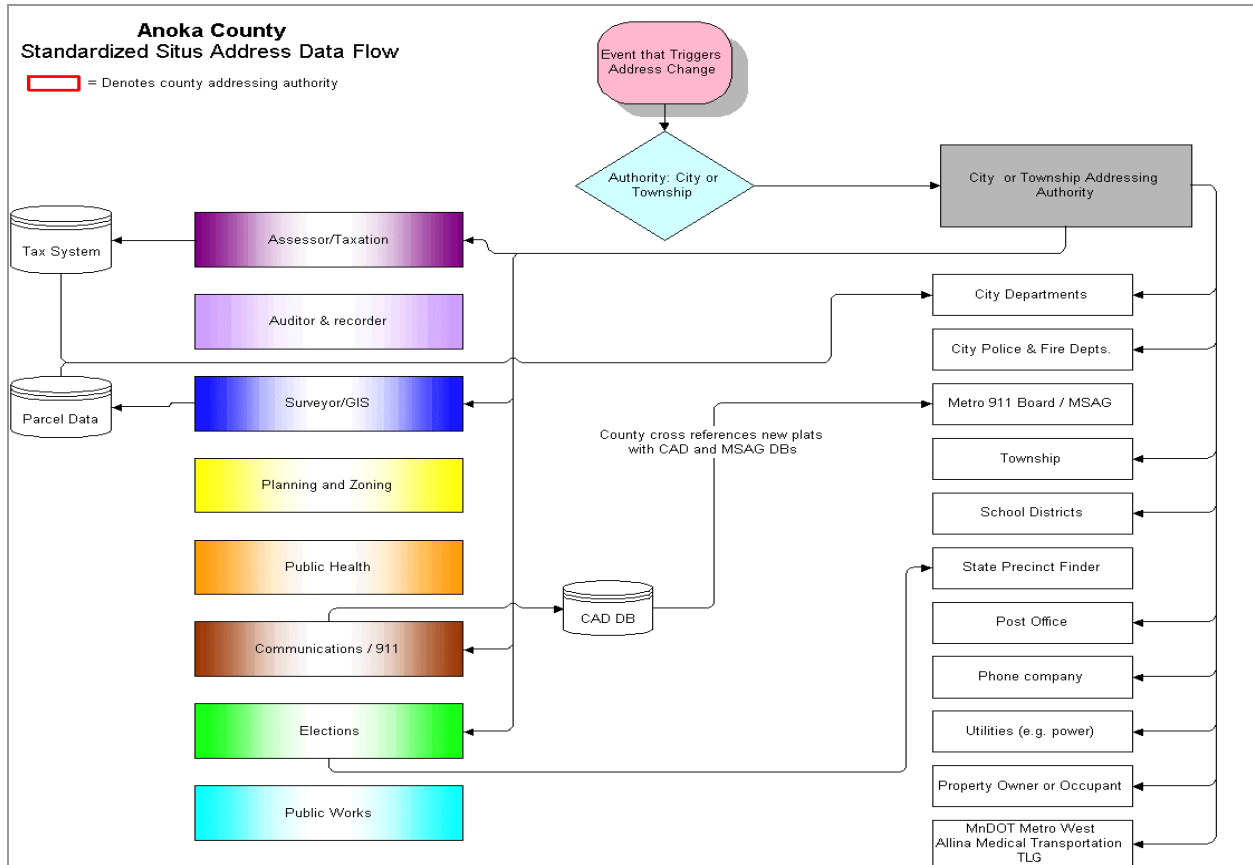 Anoka County
Standardized Situs Address Data Flow
= Denotes county addressing authority
Event that Triggers
Address Change
Authority: City or
Township
City or Township Addressing
Authority
Tax System
Parcel Data
Assessor/Taxation
Auditor & recorder
Surveyor/GIS
Planning and Zoning
Public Health
Communications / 911
Elections
Public Works
CAD DB
County cross references new plats
with CAD and MSAG DBs
City Departments
City Police & Fire Depts.
Metro 911 Board / MSAG
Township
School Districts
State Precinct Finder
Post Office
Phone company
Utilities (e.g. power)
Property Owner or Occupant
MnDOT Metro West
Allina Medical Transportation
TLG